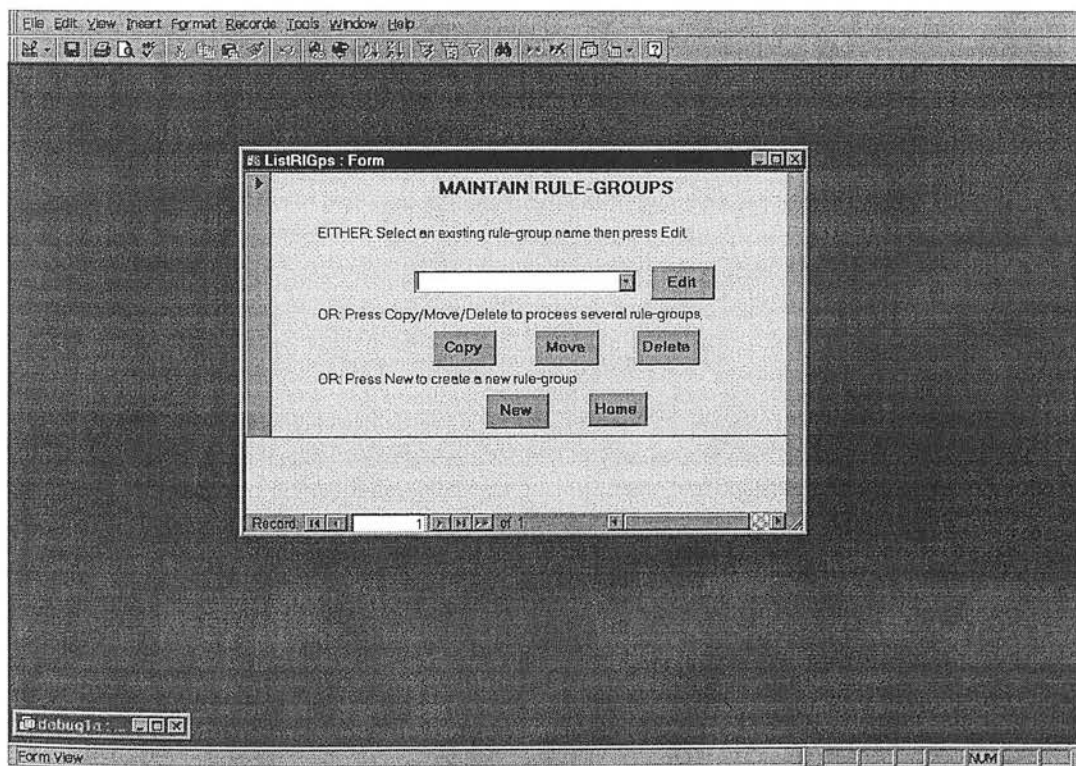 File Edit View Insert Format Records Tools Window Help
ListRlGps : Form
MAINTAIN RULE-GROUPS
EITHER: Select an existing rule-group name then press Edit.
Edit
OR: Press Copy/Move/Delete to process several rule-groups,
Copy Move Delete
OR: Press New to create a new rule-group
New Home
Record: 1 of 1
debug1a :...
Form View NUM